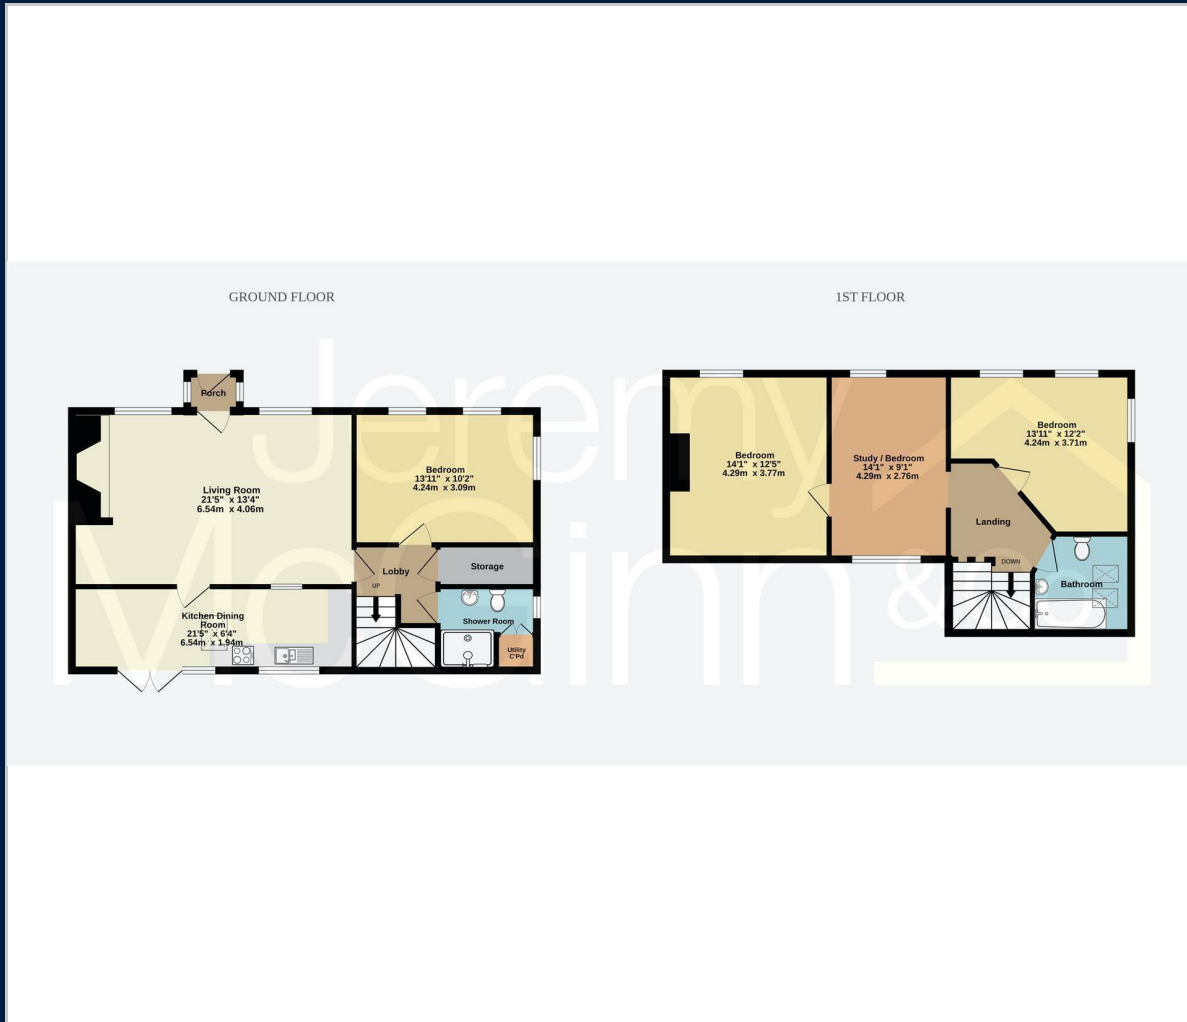 GROUND FLOOR
Porch
Living Room
21'5" x 13'4"
6.54m x 4.06m
Bedroom
13'11" x 10'2"
4.24m x 3.09m
Lobby
UP
Storage
Kitchen Dining
Room
21'5" x 6'4"
6.54m x 1.94m
Shower Room
Utility
C'Pd
1ST FLOOR
Bedroom
14'1" x 12'5"
4.29m x 3.77m
Study / Bedroom
14'1" x 9'1"
4.29m x 2.76m
Bedroom
13'11" x 12'2"
4.24m x 3.71m
Landing
DOWN
Bathroom
Jeremy
McGinn & Co